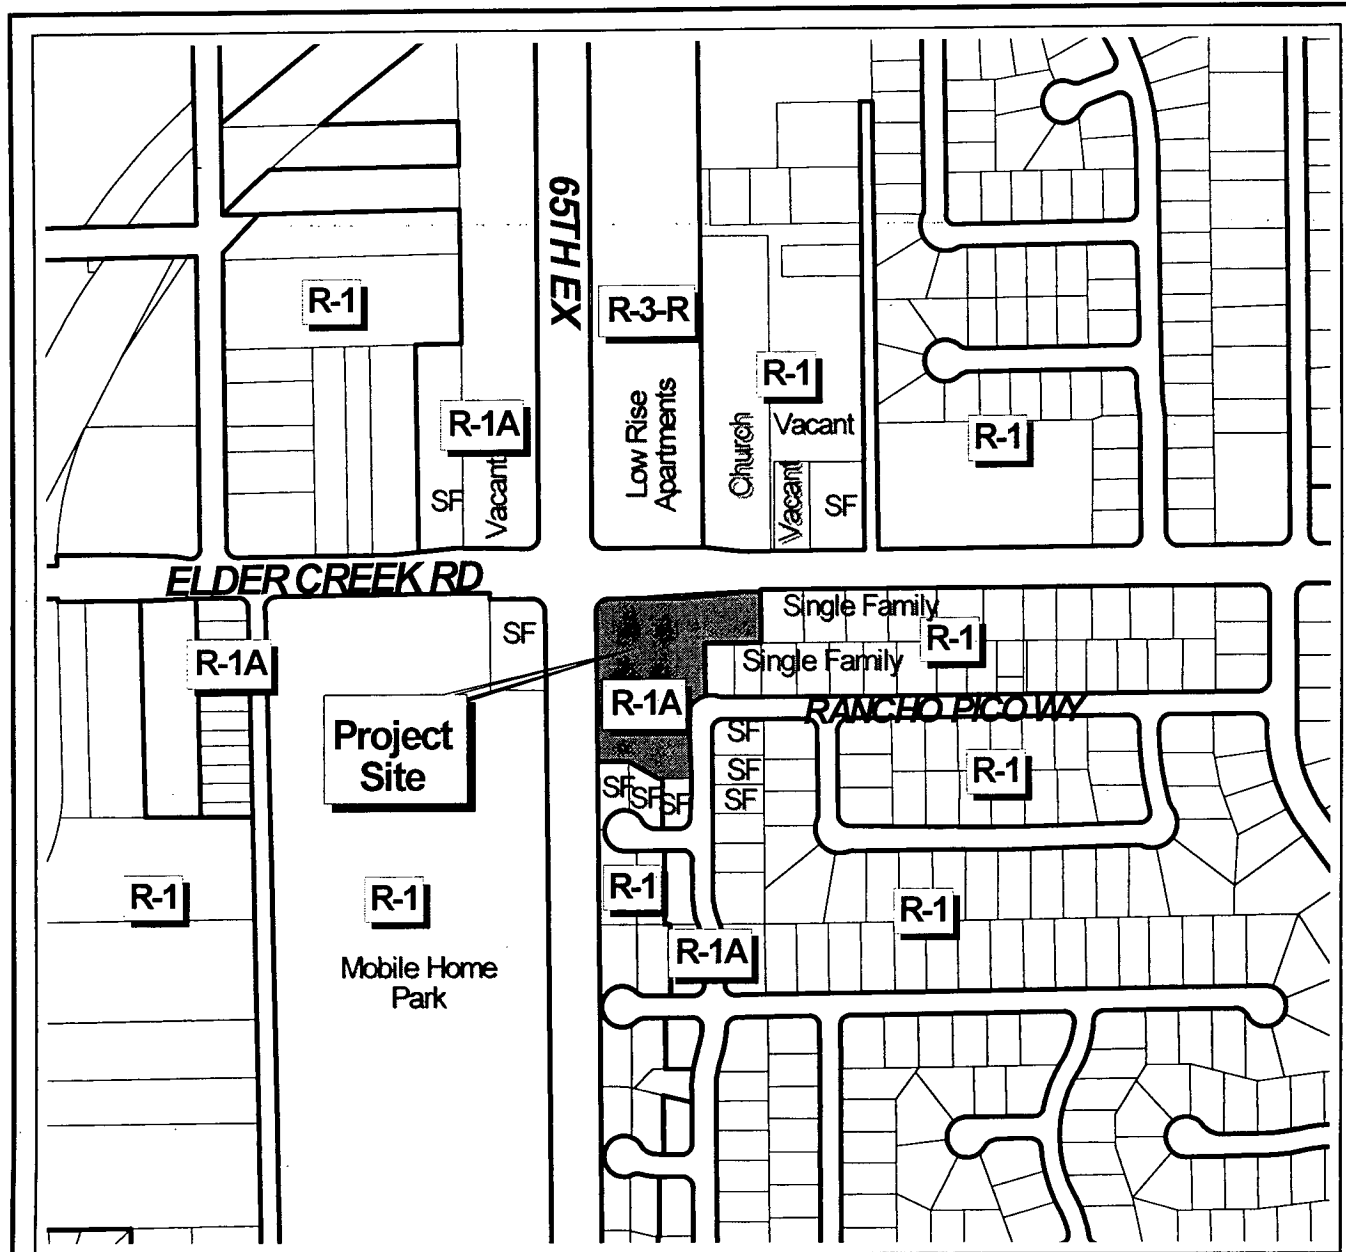 65TH EX
R-1
R-3-R
R-1
R-1A
Low Rise
Apartments
Church
Vacant
R-1
SF
Vacant
Vacant
SF
ELDER CREEK RD
Single Family
SF
R-1
R-1A
Single Family
R-1A
RANCHO PICO WY
Project
Site
SF
SF
R-1
SF
SF
SF
SF
R-1
R-1
R-1
R-1
Mobile Home
Park
R-1A